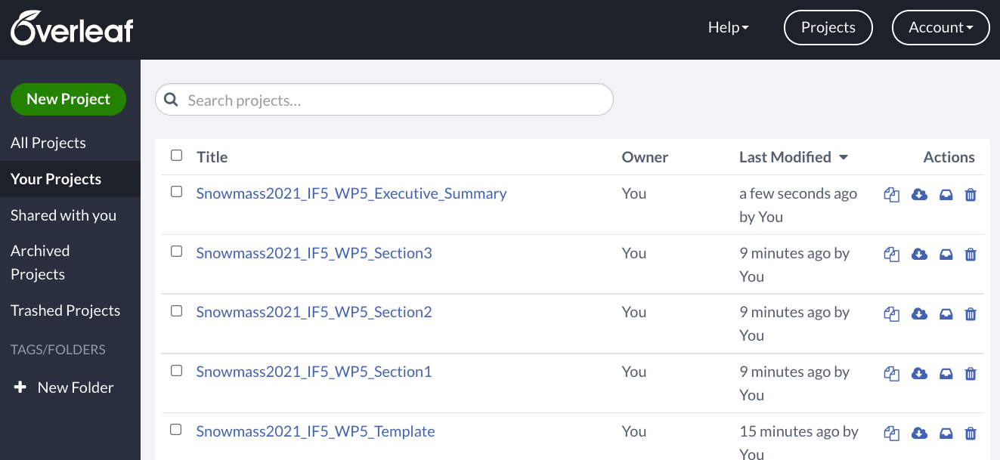 Overleaf
Help
Projects
Account
New Project
All Projects
Your Projects
Shared with you
Archived
Projects
Trashed Projects
TAGS/FOLDERS
New Folder
Search projects...
Title Owner Last Modified Actions
Snowmass2021_IF5_WP5_Executive_Summary You a few seconds ago
by You
Snowmass2021_IF5_WP5_Section3 You 9 minutes ago by
You
Snowmass2021_IF5_WP5_Section2 You 9 minutes ago by
You
Snowmass2021_IF5_WP5_Section1 You 9 minutes ago by
You
Snowmass2021_IF5_WP5_Template You 15 minutes ago by
You